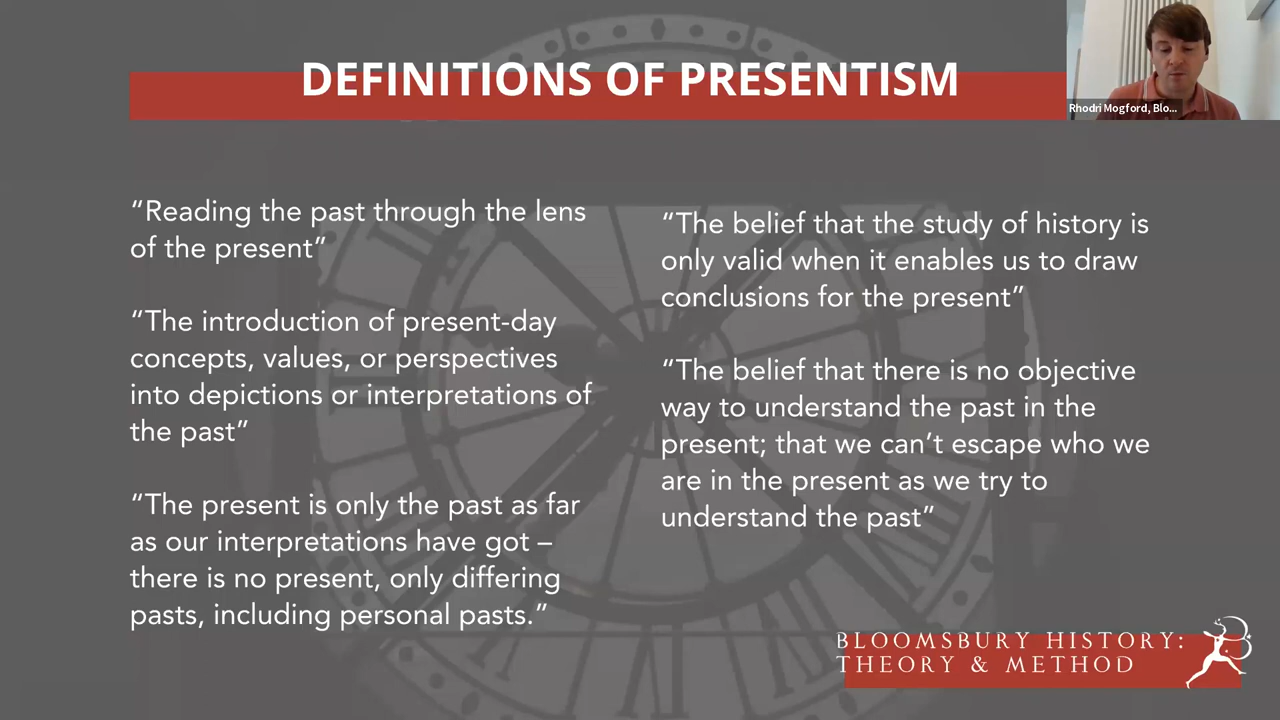 DEFINITIONS OF PRESENTISM
Rhodri Mogford, Blo...
“Reading the past through the lens
of the present”
“The introduction of present-day
concepts, values, or perspectives
into depictions or interpretations of
the past”
“The present is only the past as far
as our interpretations have got –
there is no present, only differing
pasts, including personal pasts.”
“The belief that the study of history is
only valid when it enables us to draw
conclusions for the present”
“The belief that there is no objective
way to understand the past in the
present; that we can’t escape who we
are in the present as we try to
understand the past”
BLOOMSBURY HISTORY:
THEORY & METHOD